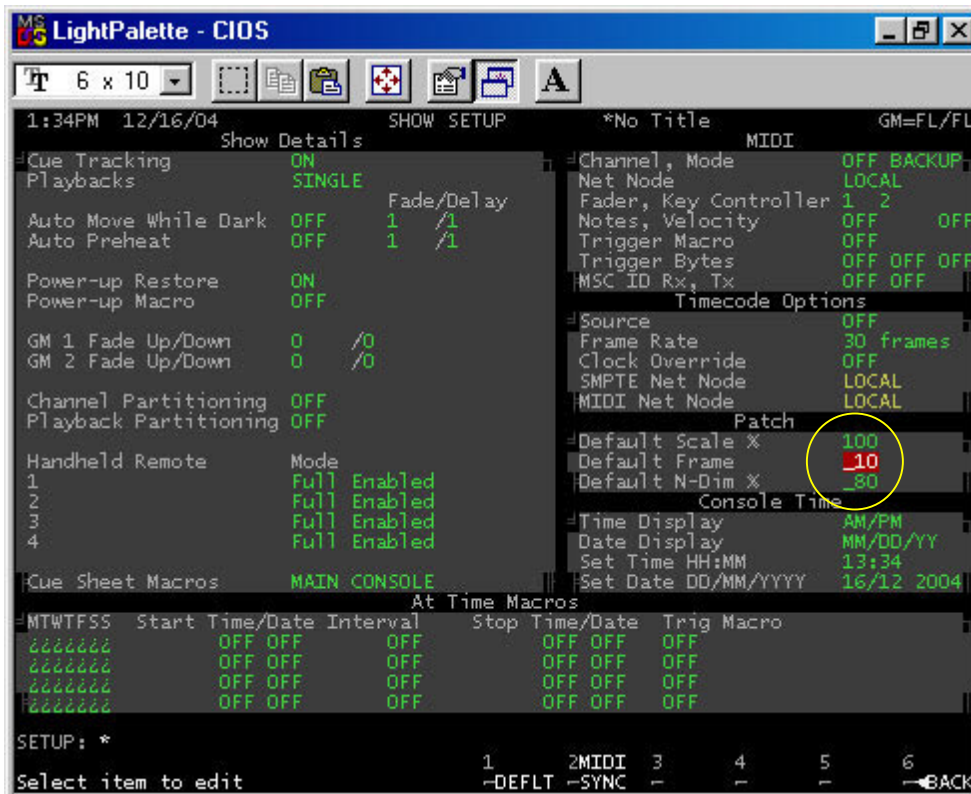 LightPalette - CIOS
6 x 10
1:34PM 12/16/04 SHOW SETUP *No Title GM=FL/FL
Show Details
Cue Tracking ON
Playbacks SINGLE
Fade/Delay
Auto Move While Dark OFF 1 /1
Auto Preheat OFF 1 /1
Power-up Restore ON
Power-up Macro OFF
GM 1 Fade Up/Down 0 /0
GM 2 Fade Up/Down 0 /0
Channel Partitioning OFF
Playback Partitioning OFF
Handheld Remote Mode
1 Full Enabled
2 Full Enabled
3 Full Enabled
4 Full Enabled
Cue Sheet Macros MAIN CONSOLE
MIDI
Channel, Mode OFF BACKUP
Net Node LOCAL
Fader, Key Controller 1 2
Notes, Velocity OFF OFF
Trigger Macro OFF
Trigger Bytes OFF OFF OFF
MSC ID Rx, Tx OFF OFF
Timecode Options
Source OFF
Frame Rate 30 frames
Clock Override OFF
SMPTE Net Node LOCAL
MIDI Net Node LOCAL
Patch
Default Scale % 100
Default Frame _10
Default N-Dim % _80
Console Time
Time Display AM/PM
Date Display MM/DD/YY
Set Time HH:MM 13:34
Set Date DD/MM/YYYY 16/12 2004
At Time Macros
MTWTFSS Start Time/Date Interval Stop Time/Date Trig Macro
¿¿¿¿¿¿¿ OFF OFF OFF OFF OFF OFF
¿¿¿¿¿¿¿ OFF OFF OFF OFF OFF OFF
¿¿¿¿¿¿¿ OFF OFF OFF OFF OFF OFF
¿¿¿¿¿¿¿ OFF OFF OFF OFF OFF OFF
SETUP: *
1 2MIDI 3 4 5 6
Select item to edit DEFLT SYNC BACK